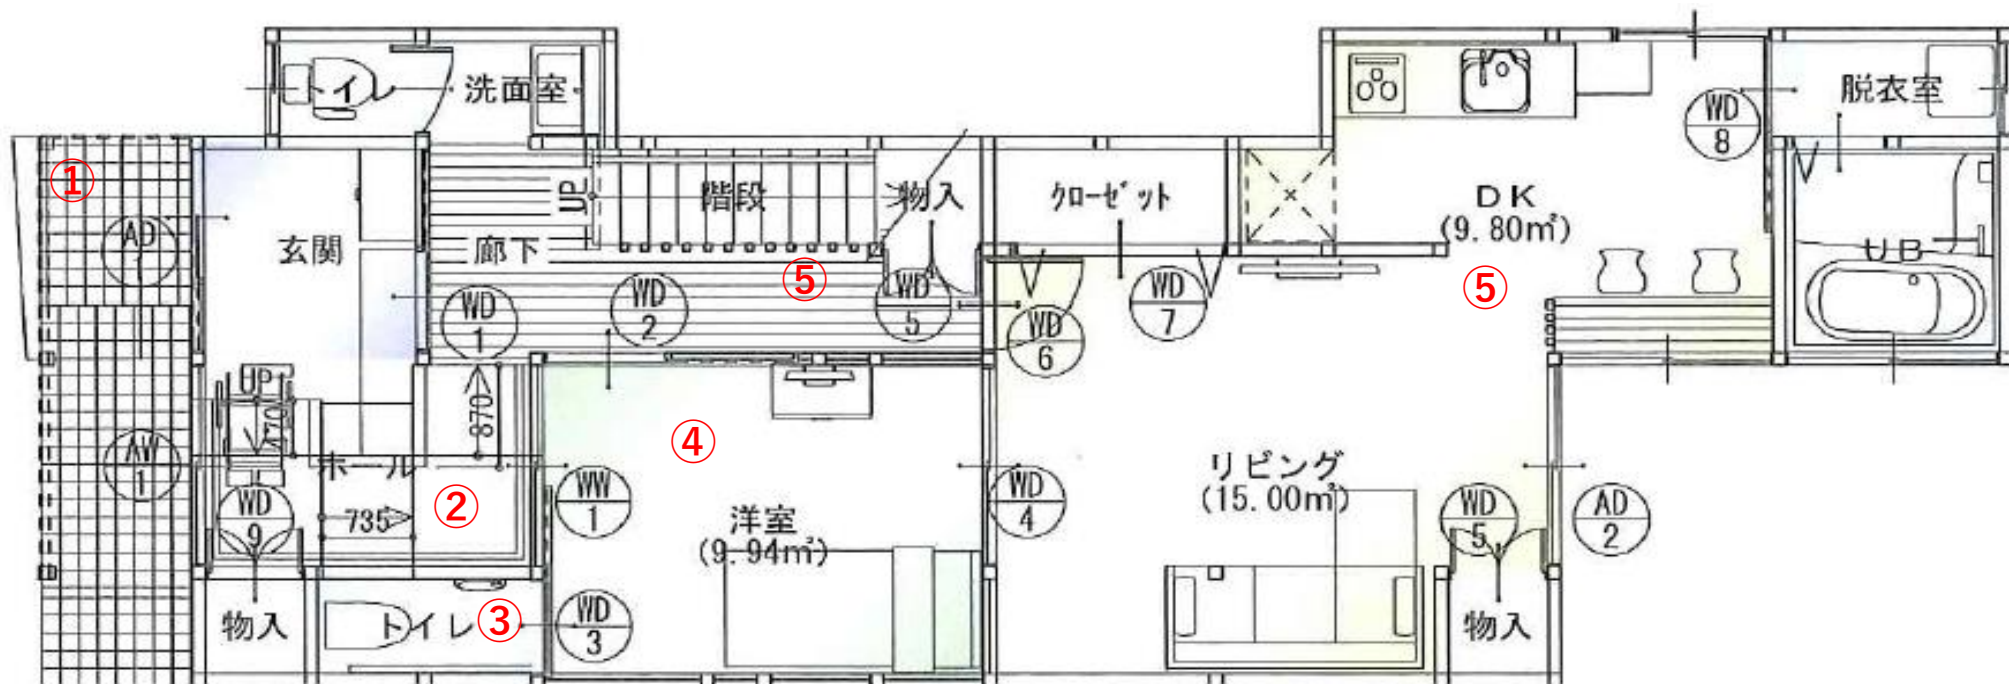 トイレ
洗面室
脱衣室
WD
8
①
UP
階段
物入
クローゼット
DK
(9.80㎡)
AD
1
玄関
廊下
⑤
UB
⑤
WD
1
WD
2
WD
5
WD
6
WD
7
UP
470
870
④
AW
1
ホール
②
WW
1
WD
4
リビング
(15.00㎡)
WD
5
AD
2
WD
9
735
洋室
(9.94㎡)
物入
トイレ
③
WD
3
物入